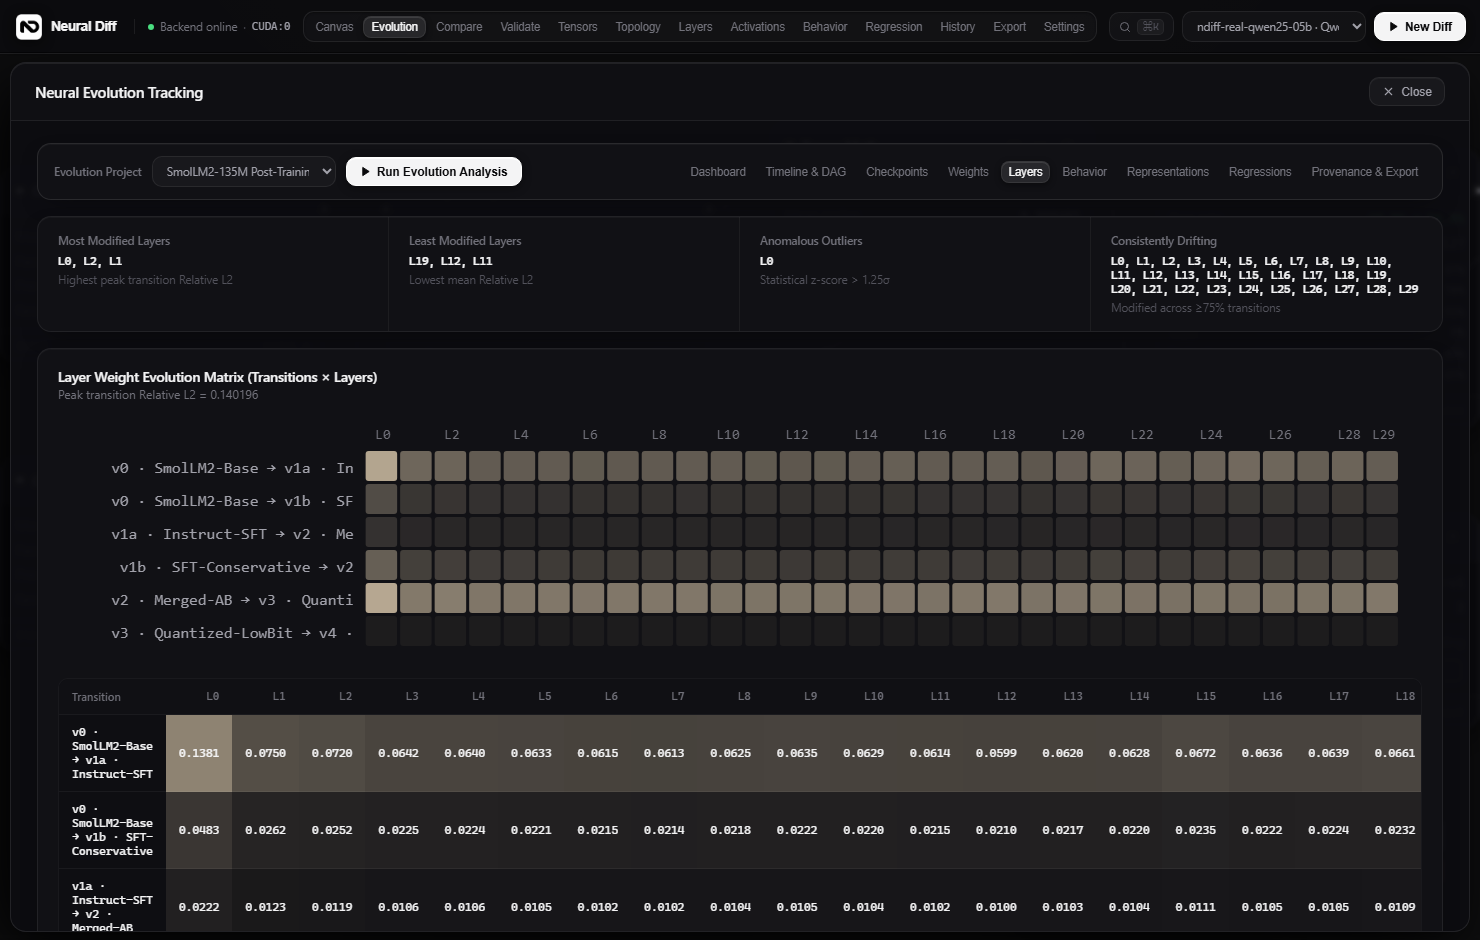 Neural Diff
Backend online · CUDA:0
Canvas Evolution Compare Validate Tensors Topology Layers Activations Behavior Regression History Export Settings
⌘K
ndiff-real-qwen25-05b · Qw
New Diff
Neural Evolution Tracking
Close
Evolution Project
SmolLM2-135M Post-Trainin
Run Evolution Analysis
Dashboard Timeline & DAG Checkpoints Weights Layers Behavior Representations Regressions Provenance & Export
Most Modified Layers
L0, L2, L1
Highest peak transition Relative L2
Least Modified Layers
L19, L12, L11
Lowest mean Relative L2
Anomalous Outliers
L0
Statistical z-score > 1.25σ
Consistently Drifting
L0, L1, L2, L3, L4, L5, L6, L7, L8, L9, L10,
L11, L12, L13, L14, L15, L16, L17, L18, L19,
L20, L21, L22, L23, L24, L25, L26, L27, L28, L29
Modified across ≥75% transitions
Layer Weight Evolution Matrix (Transitions × Layers)
Peak transition Relative L2 = 0.140196
L0 L2 L4 L6 L8 L10 L12 L14 L16 L18 L20 L22 L24 L26 L28 L29
v0 · SmolLM2-Base → v1a · In
v0 · SmolLM2-Base → v1b · SF
v1a · Instruct-SFT → v2 · Me
v1b · SFT-Conservative → v2
v2 · Merged-AB → v3 · Quanti
v3 · Quantized-LowBit → v4 ·
Transition L0 L1 L2 L3 L4 L5 L6 L7 L8 L9 L10 L11 L12 L13 L14 L15 L16 L17 L18
v0 ·
SmolLM2-Base
→ v1a ·
Instruct-SFT
0.1381 0.0750 0.0720 0.0642 0.0640 0.0633 0.0615 0.0613 0.0625 0.0635 0.0629 0.0614 0.0599 0.0620 0.0628 0.0672 0.0636 0.0639 0.0661
v0 ·
SmolLM2-Base
→ v1b · SFT-
Conservative
0.0483 0.0262 0.0252 0.0225 0.0224 0.0221 0.0215 0.0214 0.0218 0.0222 0.0220 0.0215 0.0210 0.0217 0.0220 0.0235 0.0222 0.0224 0.0232
v1a ·
Instruct-SFT
→ v2 ·
Merged-AB
0.0222 0.0123 0.0119 0.0106 0.0106 0.0105 0.0102 0.0102 0.0104 0.0105 0.0104 0.0102 0.0100 0.0103 0.0104 0.0111 0.0105 0.0105 0.0109